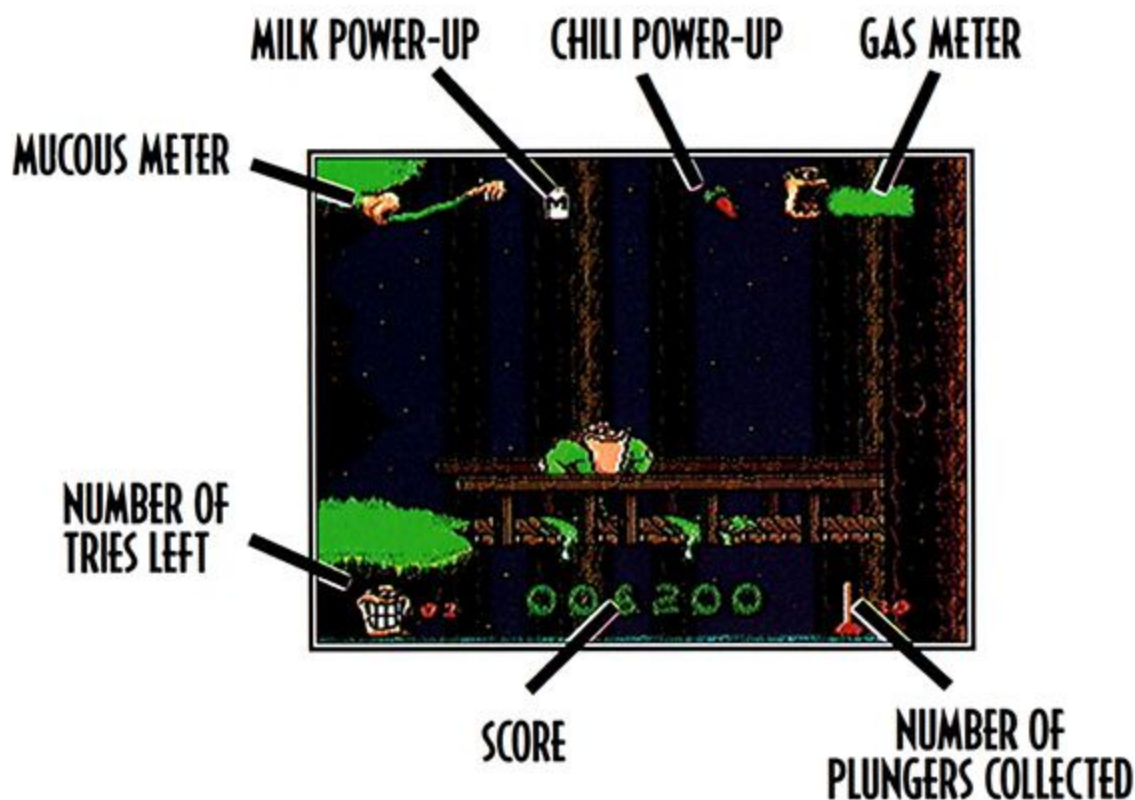 MILK POWER-UP
CHILI POWER-UP
GAS METER
MUCOUS METER
M
NUMBER OF
TRIES LEFT
02
006200
SCORE
NUMBER OF
PLUNGERS COLLECTED